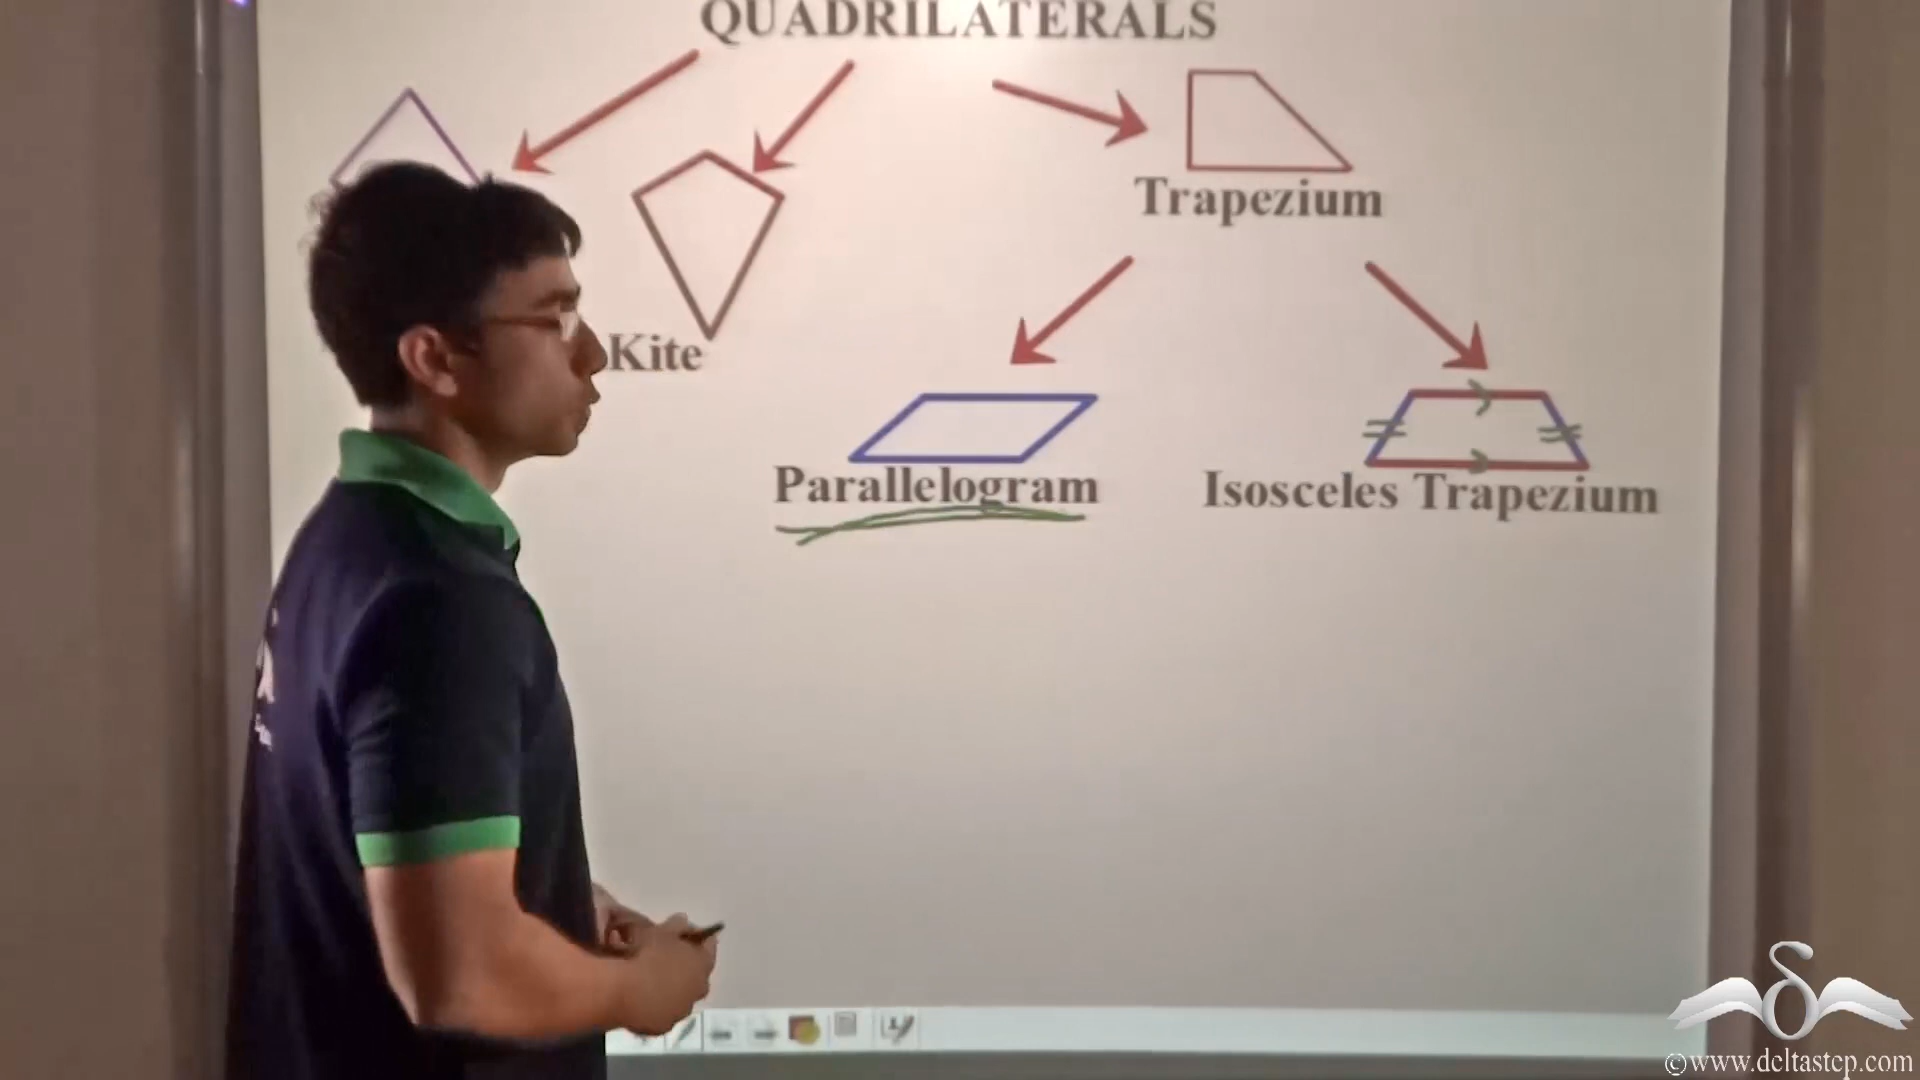 QUADRILATERALS
Trapezium
Kite
Parallelogram
Isosceles Trapezium
©www.deltastep.com